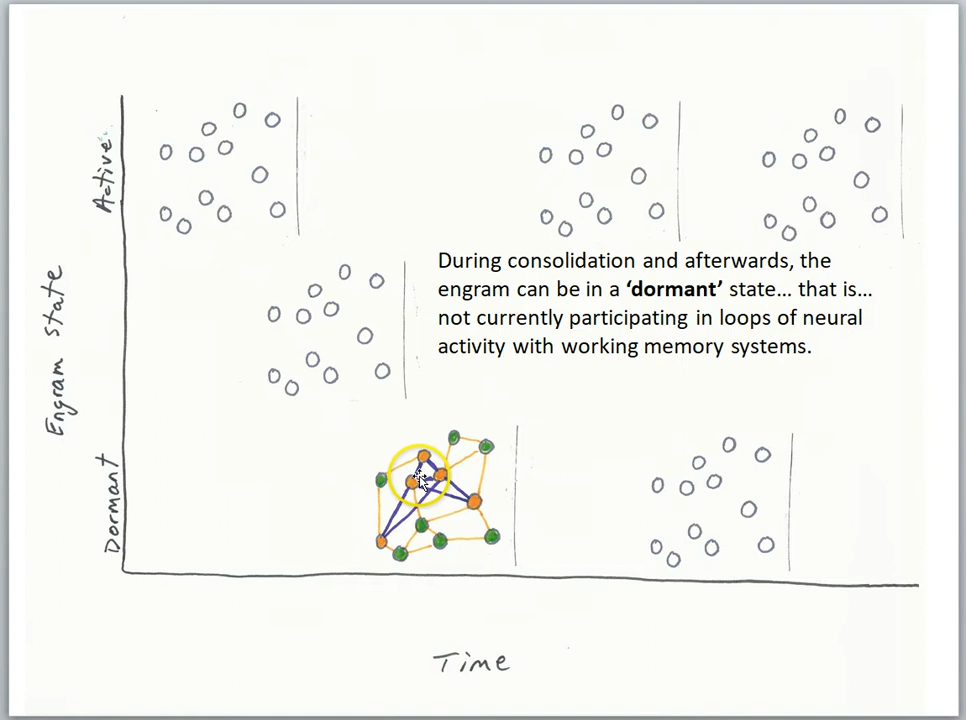 Active
During consolidation and afterwards, the
engram can be in a ‘dormant’ state... that is...
not currently participating in loops of neural
activity with working memory systems.
Engram State
Dormant
Time